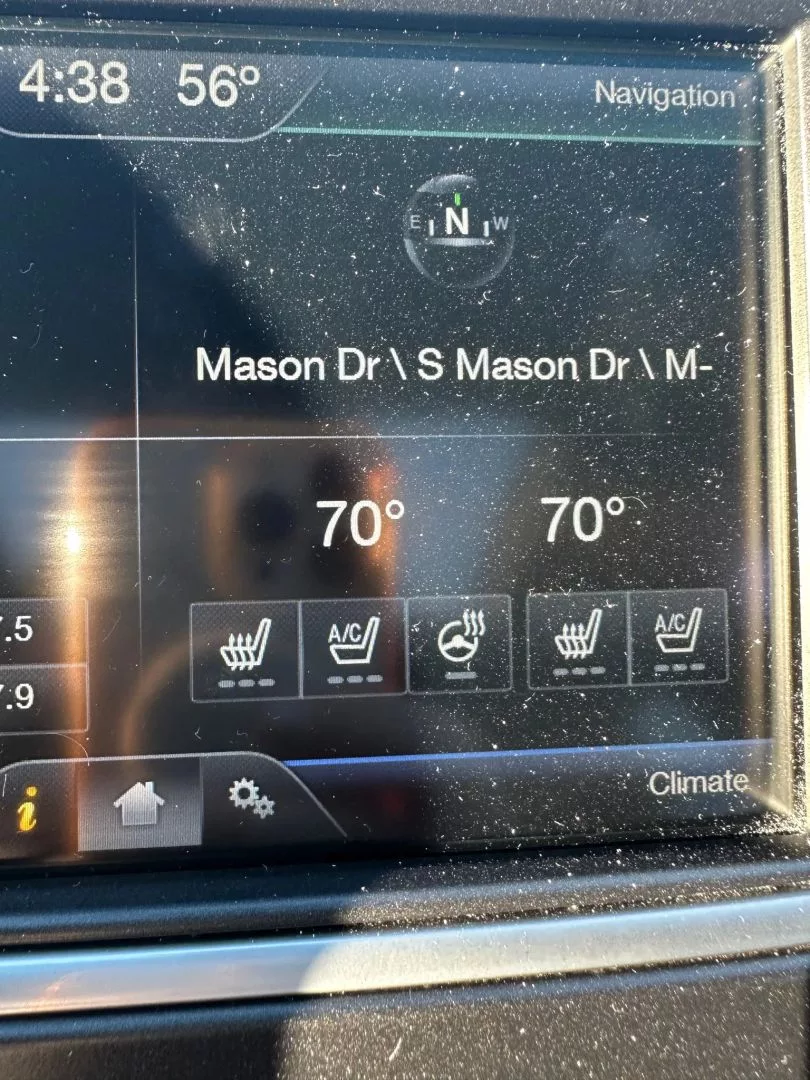 4:38 56° Navigation
E N W
Mason Dr \ S Mason Dr \ M-
70° 70°
A/C A/C
.5
.9
i
Climate